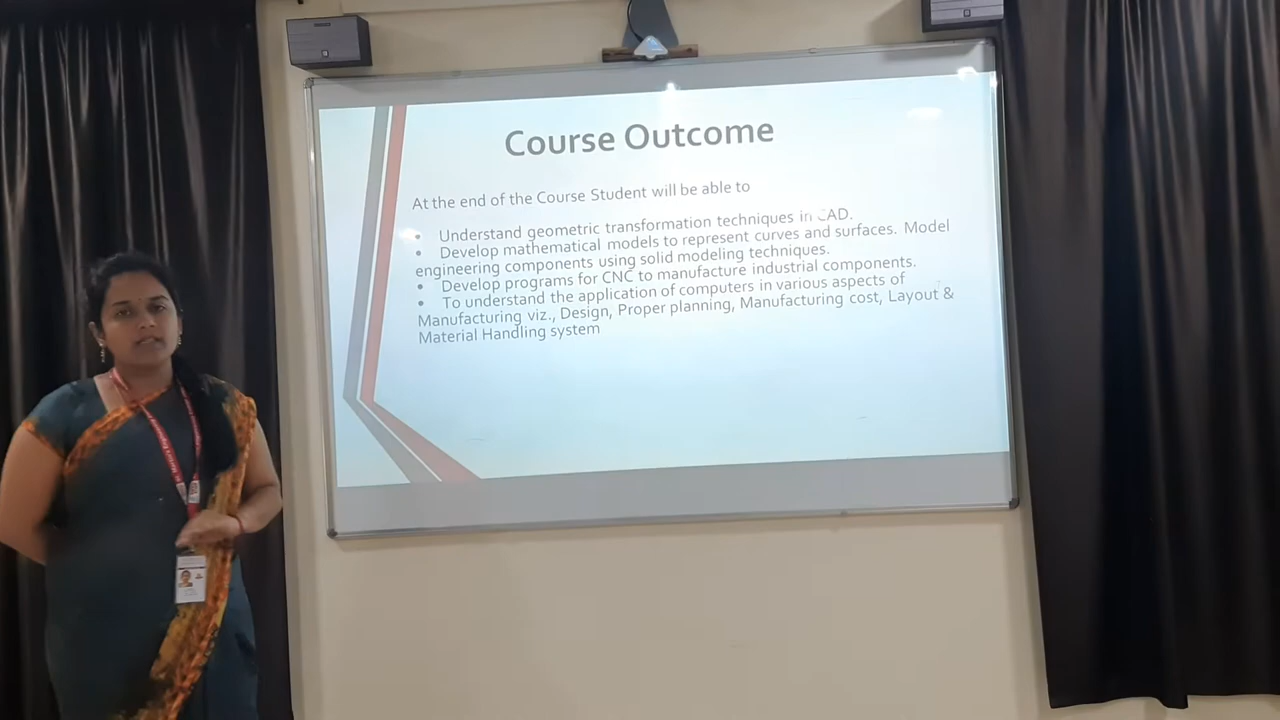 Course Outcome
At the end of the Course Student will be able to
• Understand geometric transformation techniques in CAD.
• Develop mathematical models to represent curves and surfaces. Model
engineering components using solid modeling techniques.
• Develop programs for CNC to manufacture industrial components.
• To understand the application of computers in various aspects of
Manufacturing viz., Design, Proper planning, Manufacturing cost, Layout &
Material Handling system